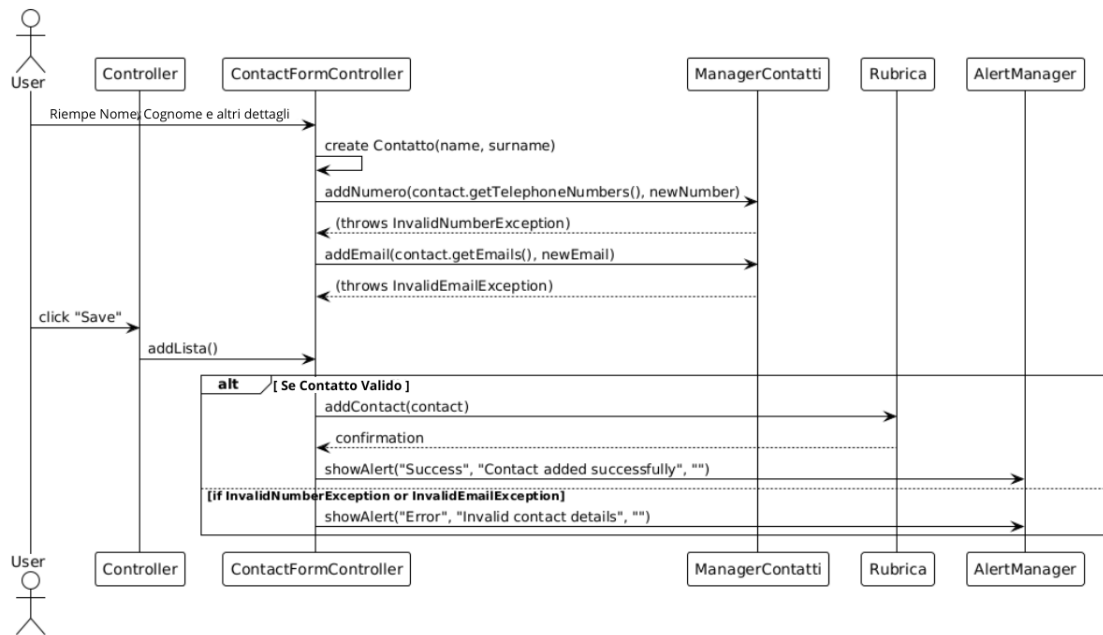 User
Controller
ContactFormController
ManagerContatti
Rubrica
AlertManager
Riempe Nome, Cognome e altri dettagli
create Contatto(name, surname)
addNumero(contact.getTelephoneNumbers(), newNumber)
(throws InvalidNumberException)
addEmail(contact.getEmails(), newEmail)
(throws InvalidEmailException)
click "Save"
addLista()
alt
[ Se Contatto Valido ]
addContact(contact)
confirmation
showAlert("Success", "Contact added successfully", "")
[if InvalidNumberException or InvalidEmailException]
showAlert("Error", "Invalid contact details", "")
User
Controller
ContactFormController
ManagerContatti
Rubrica
AlertManager